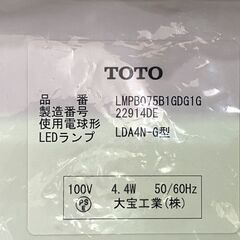 TOTO
品番 LMPB075B1GDG1G
製造番号 22914DE
使用電球形 LDA4N-G型
LEDランプ
100V 4.4W 50/60Hz
PS E 大宝工業(株)